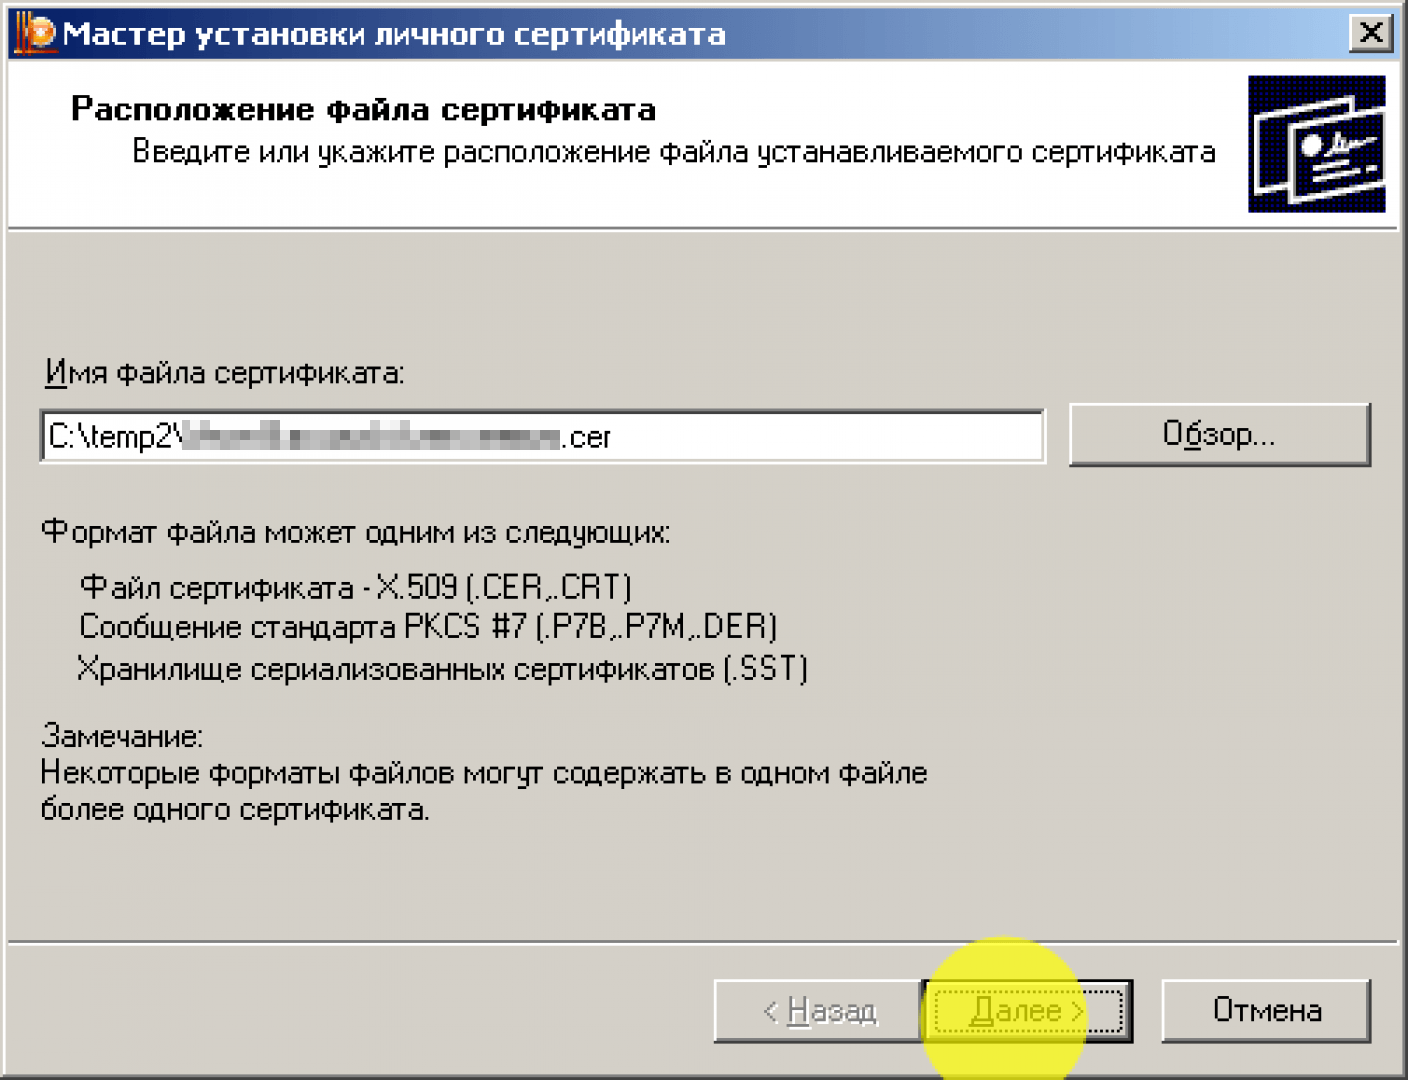 Мастер установки личного сертификата
Расположение файла сертификата
Введите или укажите расположение файла устанавливаемого сертификата
Имя файла сертификата:
C:\temp2\ .cer
Обзор...
Формат файла может одним из следующих:
Файл сертификата - X.509 (.CER,.CRT)
Сообщение стандарта PKCS #7 (.P7B,.P7M,.DER)
Хранилище сериализованных сертификатов (.SST)
Замечание:
Некоторые форматы файлов могут содержать в одном файле
более одного сертификата.
< Назад
Далее >
Отмена